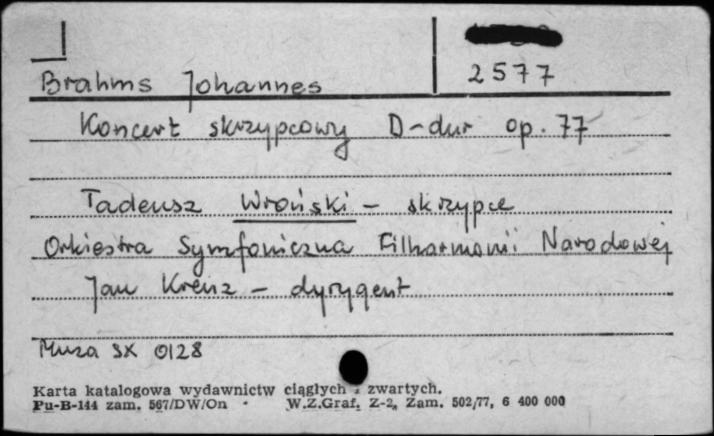 2577
Brahms Johannes
Koncert skrzypcowy D-dur op. 77
Tadeusz Wroński - skrzypce
Orkiestra Symfoniczna Filharmonii Narodowej
Jan Krenz - dyrygent
Muza SX 0128
Karta katalogowa wydawnictw ciągłych i zwartych.
Pu-B-144 zam. 567/DW/On W.Z.Graf. Z-2, Zam. 502/77, 6 400 000